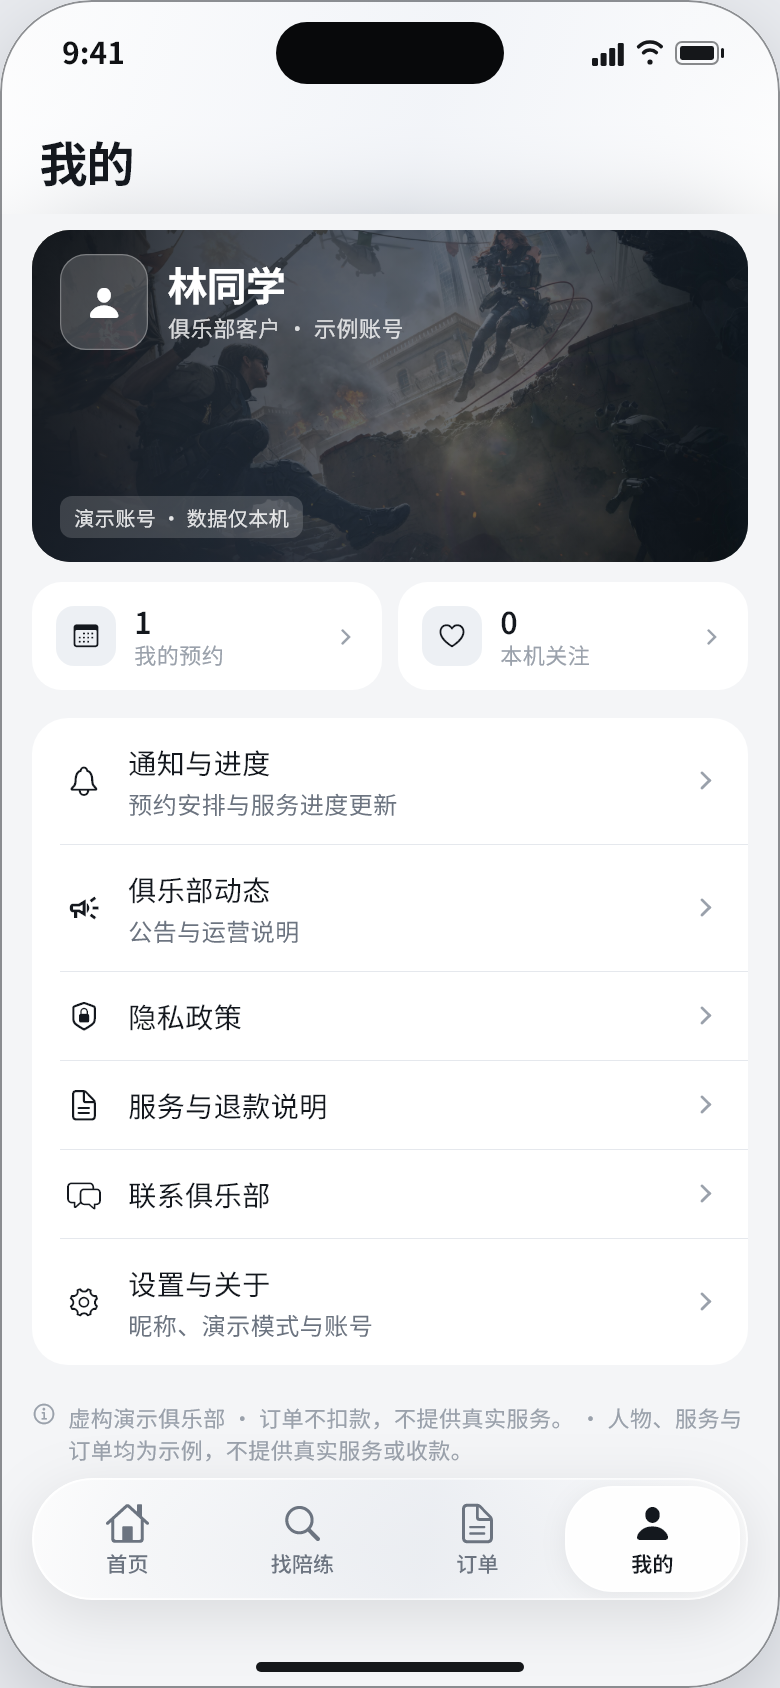 9:41
我的
林同学
俱乐部客户 · 示例账号
演示账号 · 数据仅本机
1
我的预约
0
本机关注
通知与进度
预约安排与服务进度更新
俱乐部动态
公告与运营说明
隐私政策
服务与退款说明
联系俱乐部
设置与关于
昵称、演示模式与账号
虚构演示俱乐部 · 订单不扣款，不提供真实服务。 · 人物、服务与
订单均为示例，不提供真实服务或收款。
首页
找陪练
订单
我的